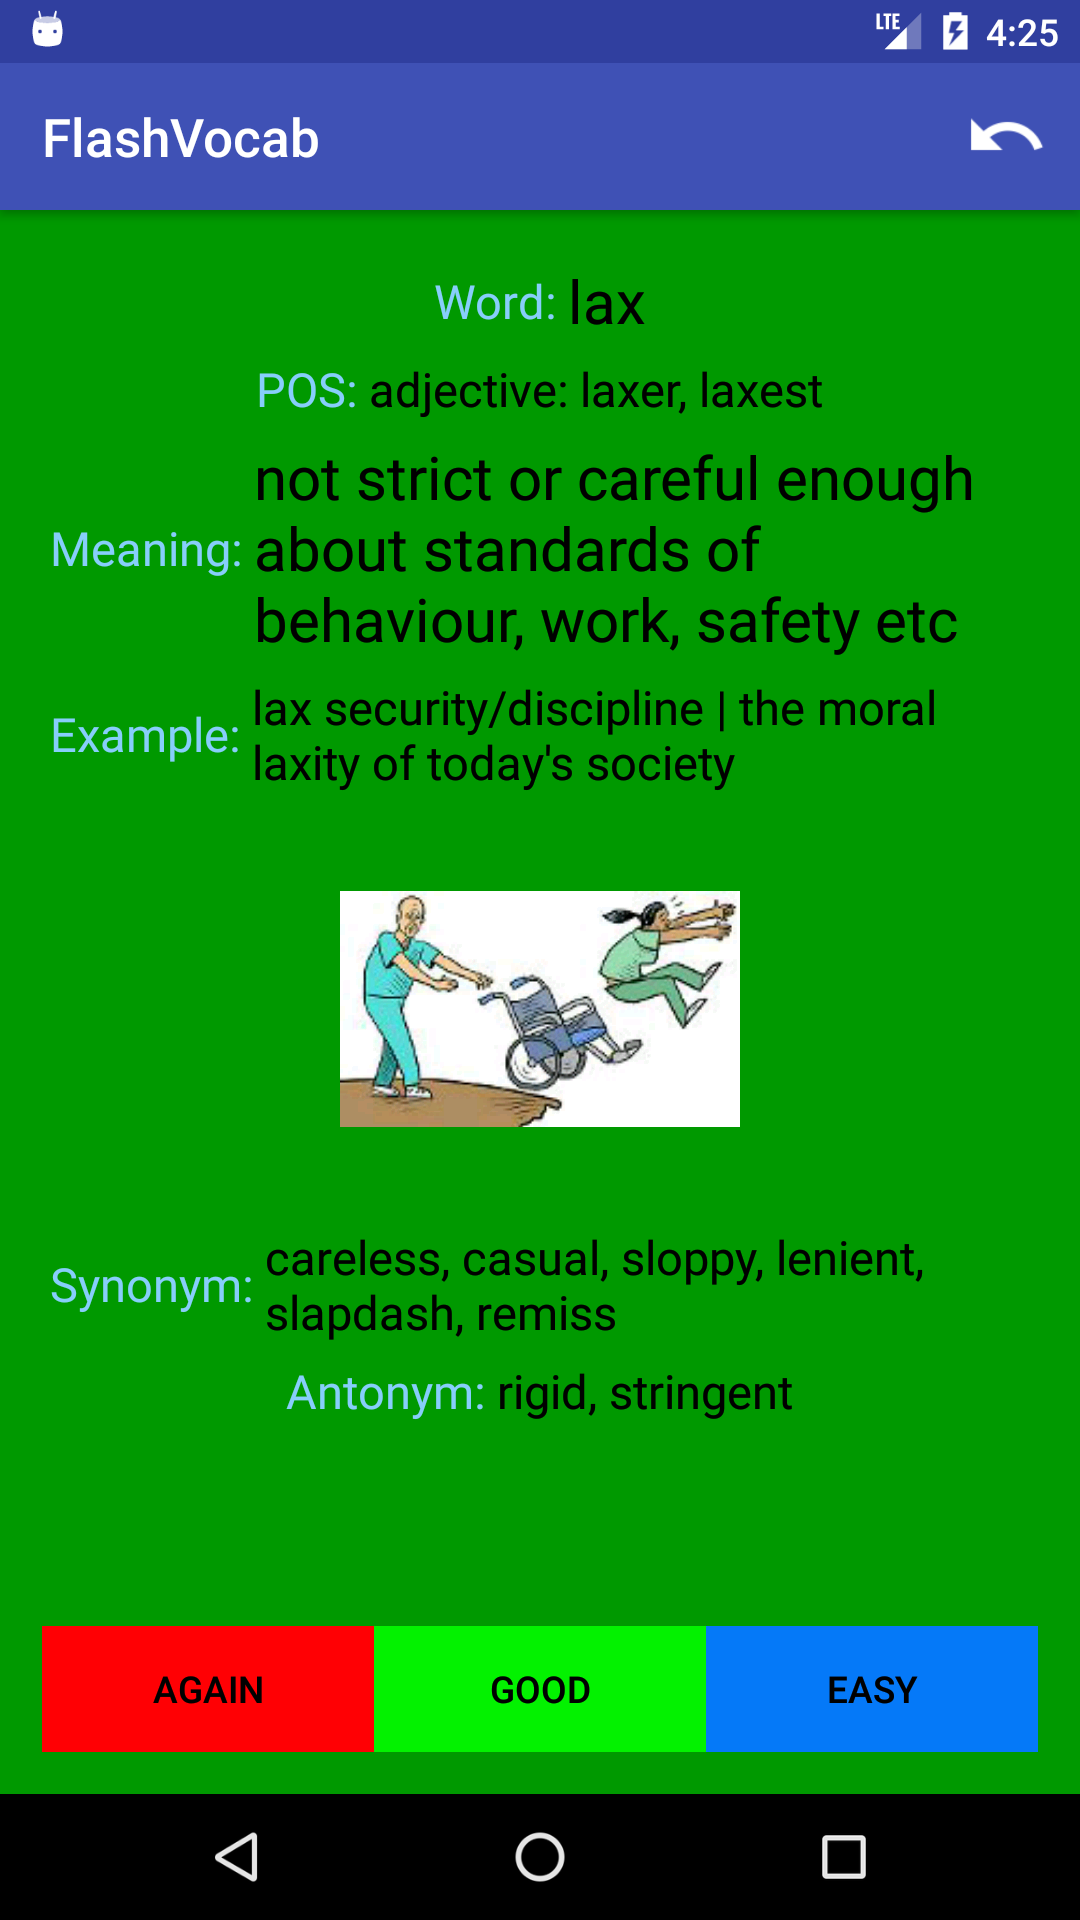 LTE 4:25
FlashVocab
Word: lax
POS: adjective: laxer, laxest
Meaning: not strict or careful enough
about standards of
behaviour, work, safety etc
Example: lax security/discipline | the moral
laxity of today's society
Synonym: careless, casual, sloppy, lenient,
slapdash, remiss
Antonym: rigid, stringent
AGAIN GOOD EASY